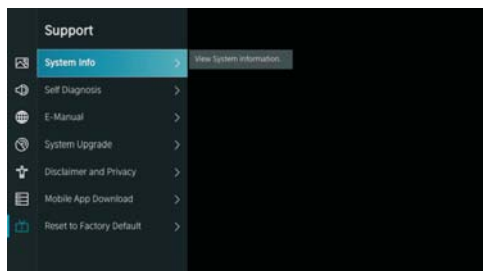 Support
System Info
View System information.
Self Diagnosis
E-Manual
System Upgrade
Disclaimer and Privacy
Mobile App Download
Reset to Factory Default